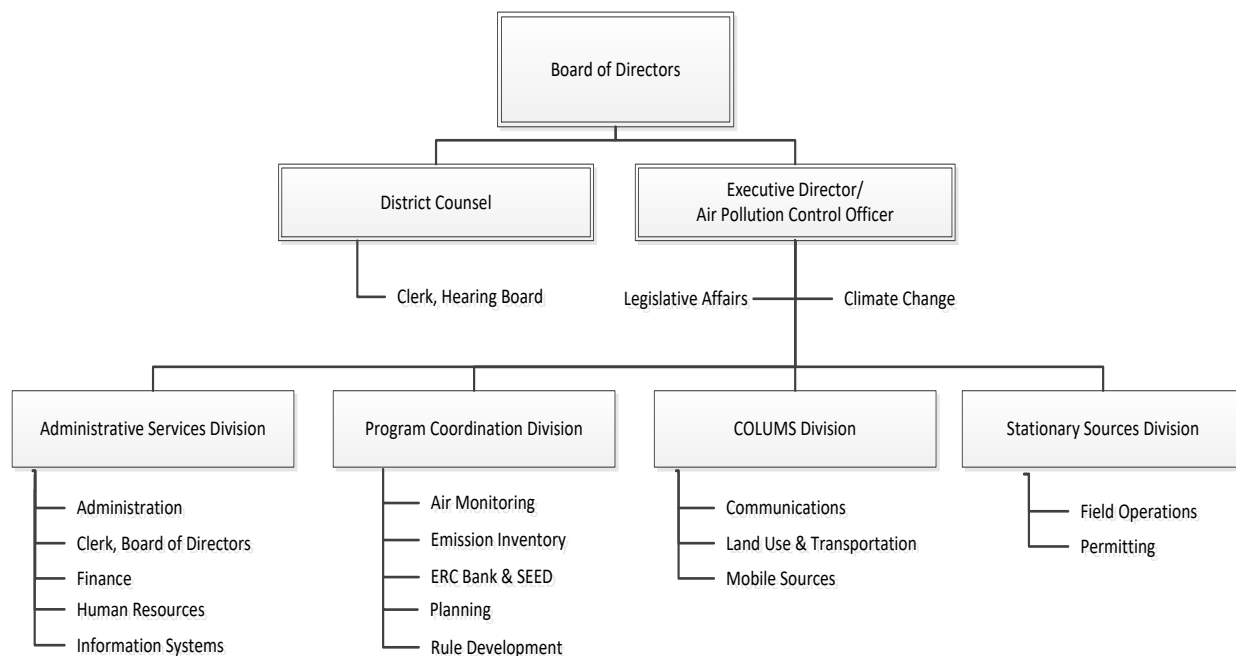 Board of Directors
District Counsel
Executive Director/
Air Pollution Control Officer
Clerk, Hearing Board
Legislative Affairs
Climate Change
Administrative Services Division
Program Coordination Division
COLUMS Division
Stationary Sources Division
Administration
Clerk, Board of Directors
Finance
Human Resources
Information Systems
Air Monitoring
Emission Inventory
ERC Bank & SEED
Planning
Rule Development
Communications
Land Use & Transportation
Mobile Sources
Field Operations
Permitting